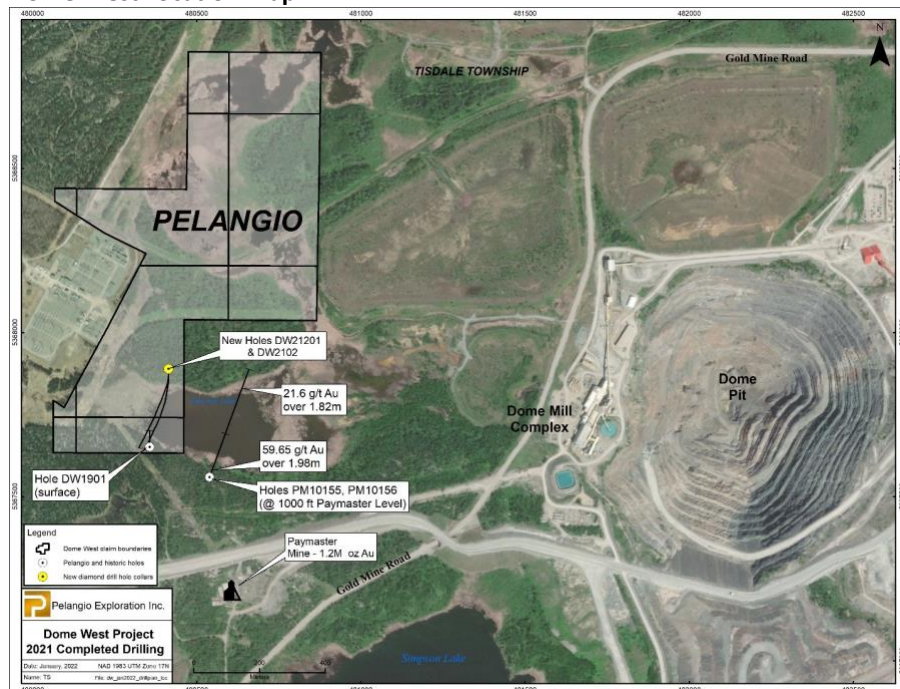 480000 480500 481000 481500 482000 482500
N
TISDALE TOWNSHIP
Gold Mine Road
5368500
PELANGIO
5368000
New Holes DW21201
& DW2102
21.6 g/t Au
over 1.82m
Dome
Pit
Dome Mill
Complex
59.65 g/t Au
over 1.98m
Hole DW1901
(surface)
Holes PM10155, PM10156
(@ 1000 ft Paymaster Level)
5367500
Legend
Dome West claim boundaries
Pelangio and historic holes
New diamond drill hole collars
Paymaster
Mine - 1.2M oz Au
Gold Mine Road
Pelangio Exploration Inc.
Dome West Project
2021 Completed Drilling
Date: January, 2022 NAD 1983 UTM Zone 17N
Name: TS
Simpson Lake
0 200 400